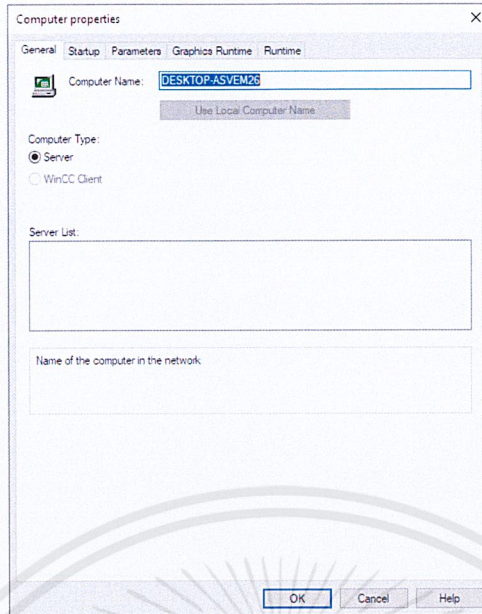 Computer properties
General Startup Parameters Graphics Runtime Runtime
Computer Name: DESKTOP-ASVEM26
Use Local Computer Name
Computer Type:
Server
WinCC Client
Server List:
Name of the computer in the network
OK Cancel Help